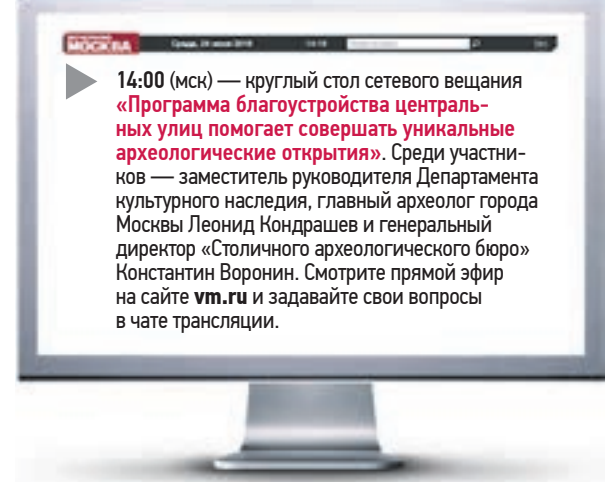 МОСКВА
14:00 (мск) — круглый стол сетевого вещания
«Программа благоустройства централь-
ных улиц помогает совершать уникальные
археологические открытия». Среди участни-
ков — заместитель руководителя Департамента
культурного наследия, главный археолог города
Москвы Леонид Кондрашев и генеральный
директор «Столичного археологического бюро»
Константин Воронин. Смотрите прямой эфир
на сайте vm.ru и задавайте свои вопросы
в чате трансляции.